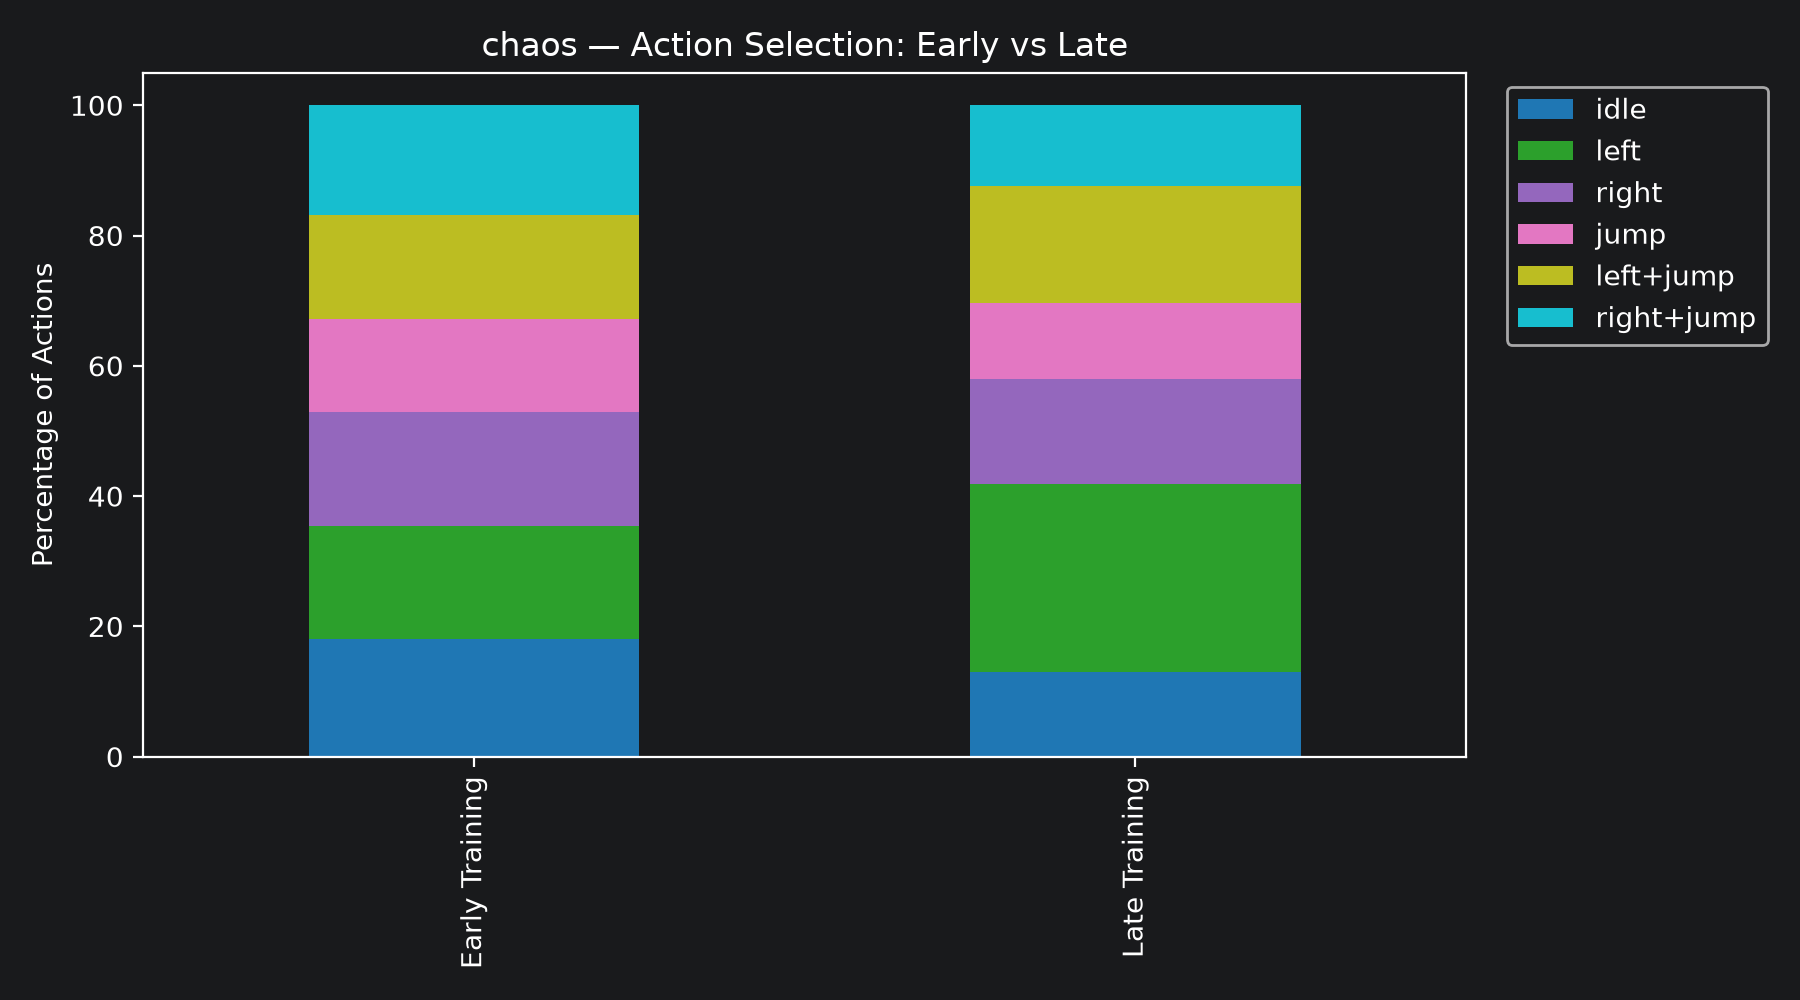 chaos — Action Selection: Early vs Late
Percentage of Actions
100
80
60
40
20
0
Early Training
Late Training
idle
left
right
jump
left+jump
right+jump